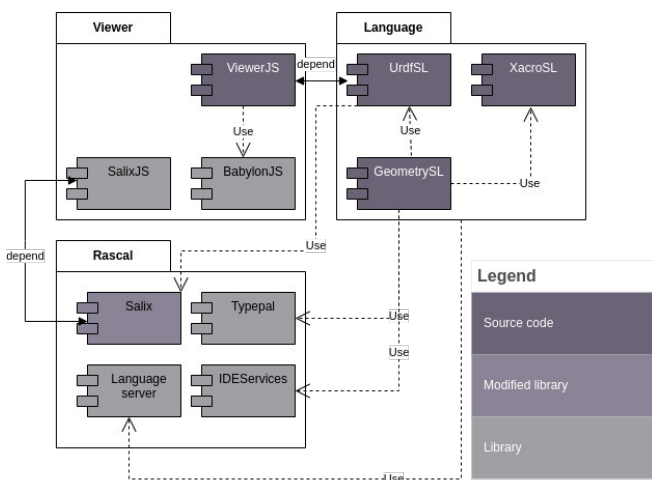 Viewer
Language
ViewerJS
depend
UrdfSL
XacroSL
Use
Use
SalixJS
BabylonJS
GeometrySL
Use
Use
depend
Rascal
Legend
Salix
Typepal
Use
Source code
Use
Language
server
IDEServices
Modified library
Library
Use